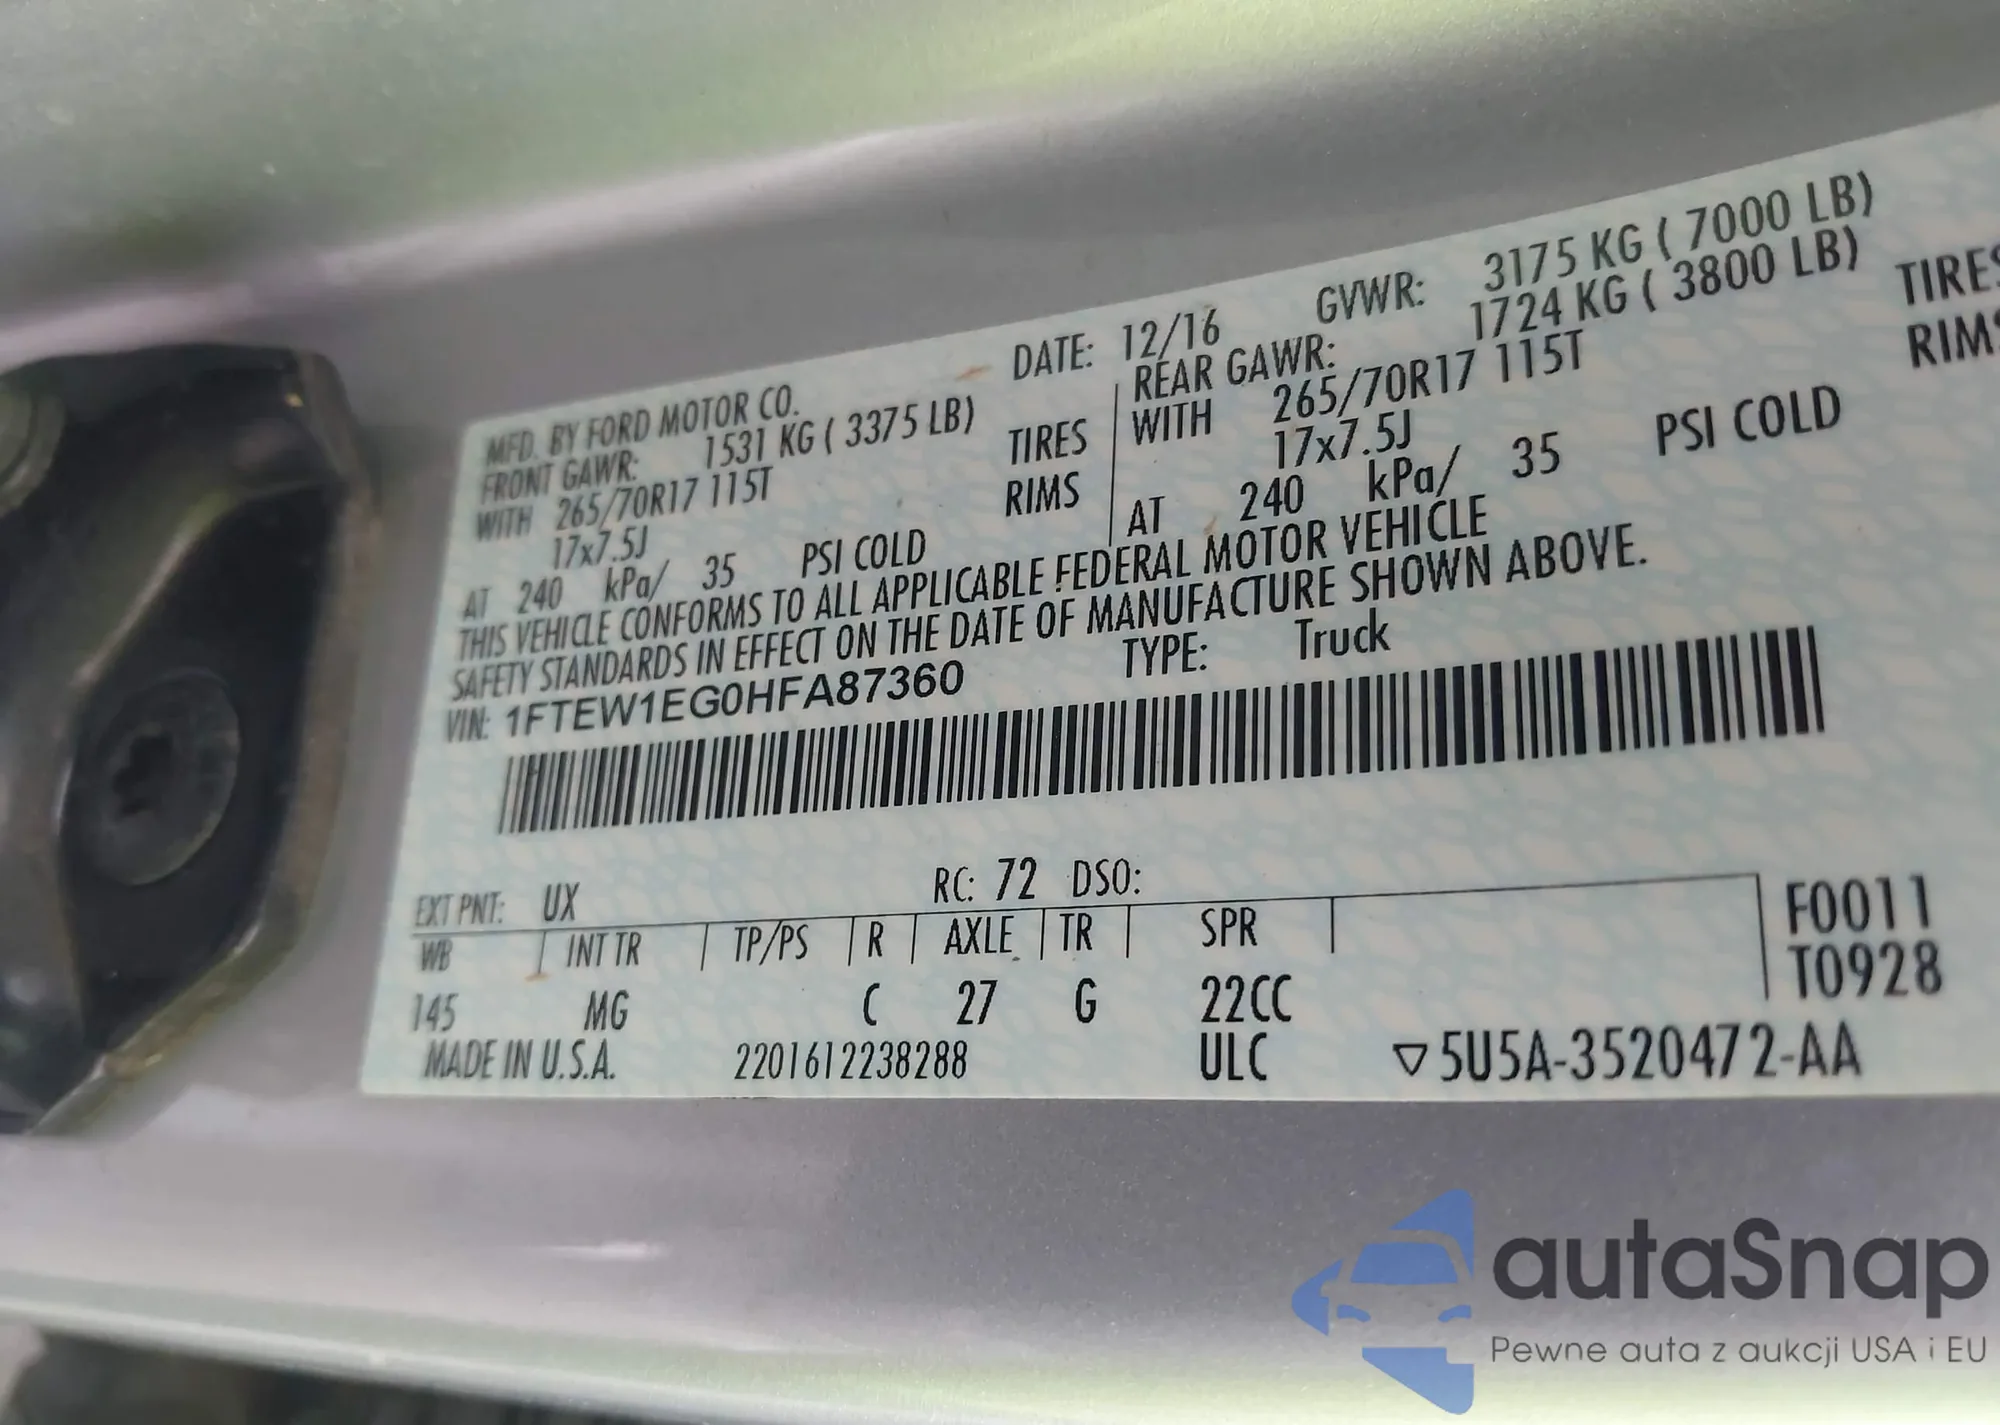 MFD. BY FORD MOTOR CO.
DATE: 12/16
GVWR: 3175 KG ( 7000 LB)
FRONT GAWR: 1531 KG ( 3375 LB)
WITH 265/70R17 115T TIRES
17x7.5J RIMS
AT 240 kPa/ 35 PSI COLD
REAR GAWR: 1724 KG ( 3800 LB)
WITH 265/70R17 115T TIRES
17x7.5J RIMS
AT 240 kPa/ 35 PSI COLD
THIS VEHICLE CONFORMS TO ALL APPLICABLE FEDERAL MOTOR VEHICLE
SAFETY STANDARDS IN EFFECT ON THE DATE OF MANUFACTURE SHOWN ABOVE.
VIN: 1FTEW1EG0HFA87360
TYPE: Truck
EXT PNT: UX RC: 72 DSO:
WB INT TR TP/PS R AXLE TR SPR
145 MG C 27 G 22CC
F0011
T0928
MADE IN U.S.A. 2201612238288 ULC ▽5U5A-3520472-AA
autaSnap
Pewne auta z aukcji USA i EU